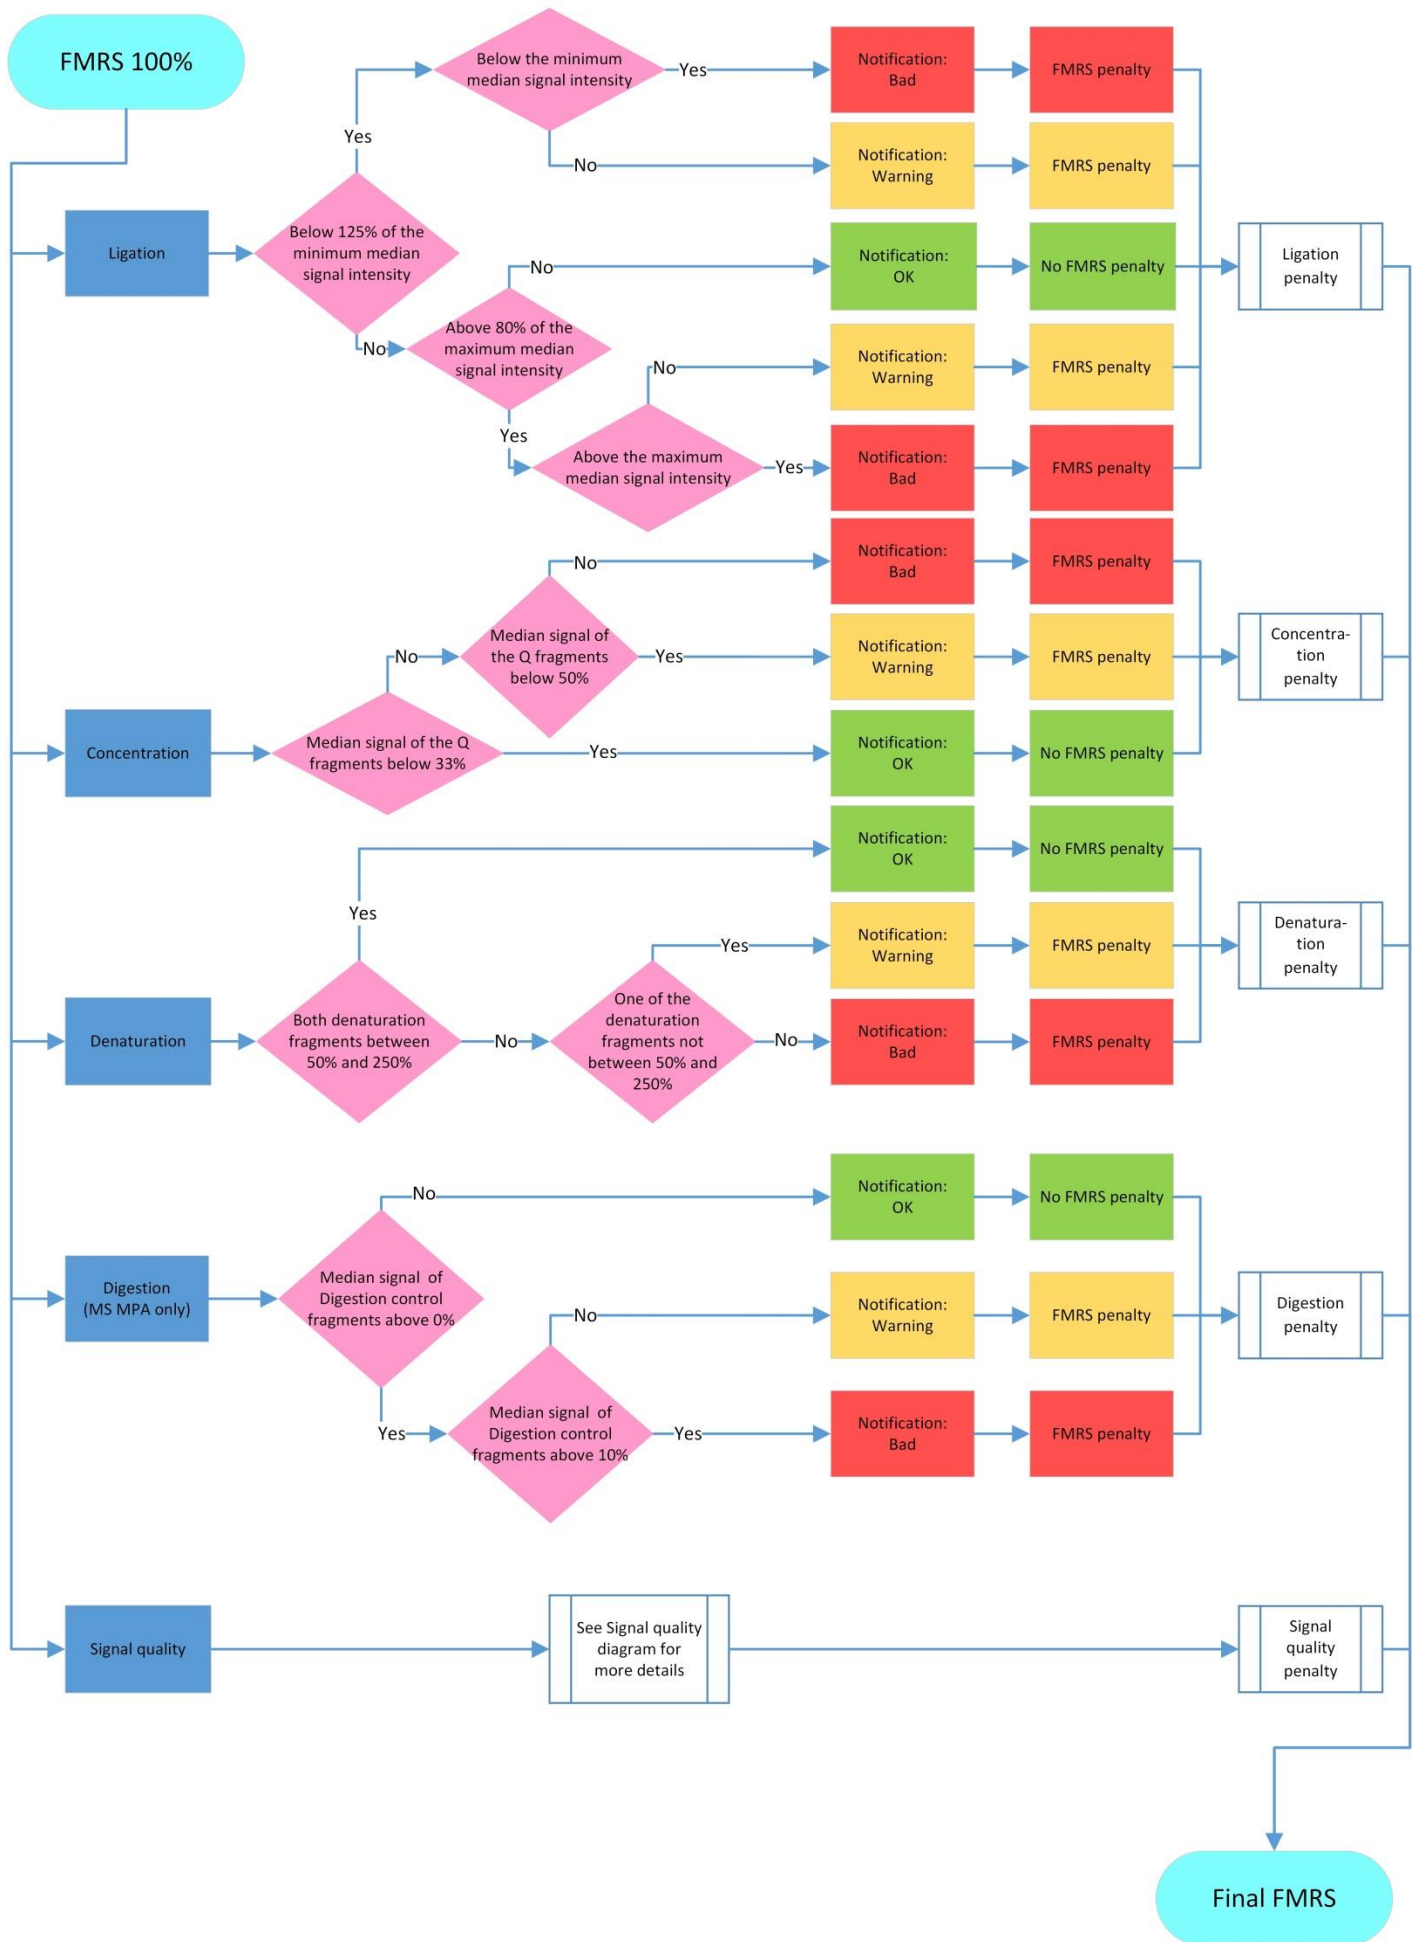 FMRS 100%
Below the minimum
median signal intensity
Yes
Notification:
Bad
FMRS penalty
Yes
No
Notification:
Warning
FMRS penalty
Ligation
Below 125% of the
minimum median
signal intensity
No
Notification:
OK
No FMRS penalty
Ligation
penalty
No
Above 80% of the
maximum median
signal intensity
No
Notification:
Warning
FMRS penalty
Yes
Above the maximum
median signal intensity
Yes
Notification:
Bad
FMRS penalty
No
Notification:
Bad
FMRS penalty
No
Median signal of
the Q fragments
below 50%
Yes
Notification:
Warning
FMRS penalty
Concentra-
tion
penalty
Concentration
Median signal of the Q
fragments below 33%
Yes
Notification:
OK
No FMRS penalty
Notification:
OK
No FMRS penalty
Yes
Yes
Notification:
Warning
FMRS penalty
Denatura-
tion
penalty
Denaturation
Both denaturation
fragments between
50% and 250%
No
One of the
denaturation
fragments not
between 50% and
250%
No
Notification:
Bad
FMRS penalty
No
Notification:
OK
No FMRS penalty
Digestion
(MS MPA only)
Median signal of
Digestion control
fragments above 0%
No
Notification:
Warning
FMRS penalty
Digestion
penalty
Yes
Median signal of
Digestion control
fragments above 10%
Yes
Notification:
Bad
FMRS penalty
Signal quality
See Signal quality
diagram for
more details
Signal
quality
penalty
Final FMRS